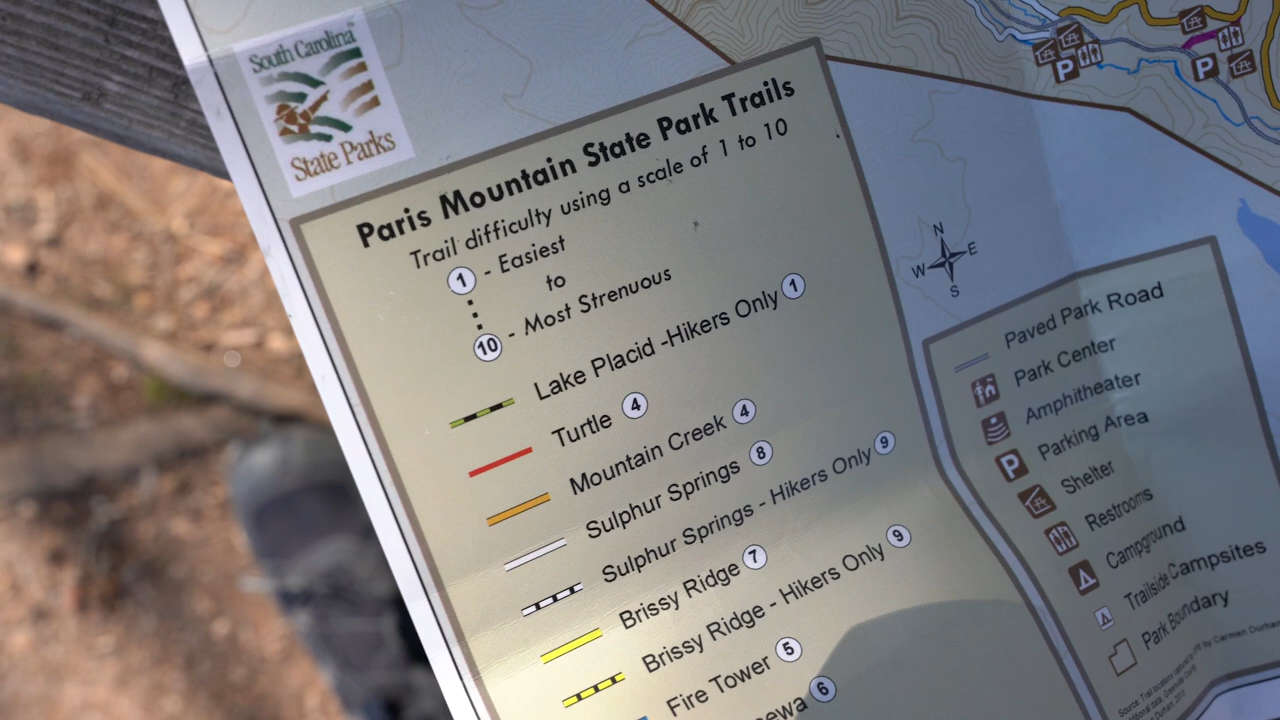 South Carolina
State Parks
Paris Mountain State Park Trails
Trail difficulty using a scale of 1 to 10
1 - Easiest
to
10 - Most Strenuous
Lake Placid -Hikers Only 1
Turtle 4
Mountain Creek 4
Sulphur Springs 8
Sulphur Springs - Hikers Only 9
Brissy Ridge 7
Brissy Ridge - Hikers Only 9
Fire Tower 5
6
N
W E
S
P
P
Paved Park Road
Park Center
Amphitheater
P Parking Area
Shelter
Restrooms
Campground
Trailside Campsites
Park Boundary